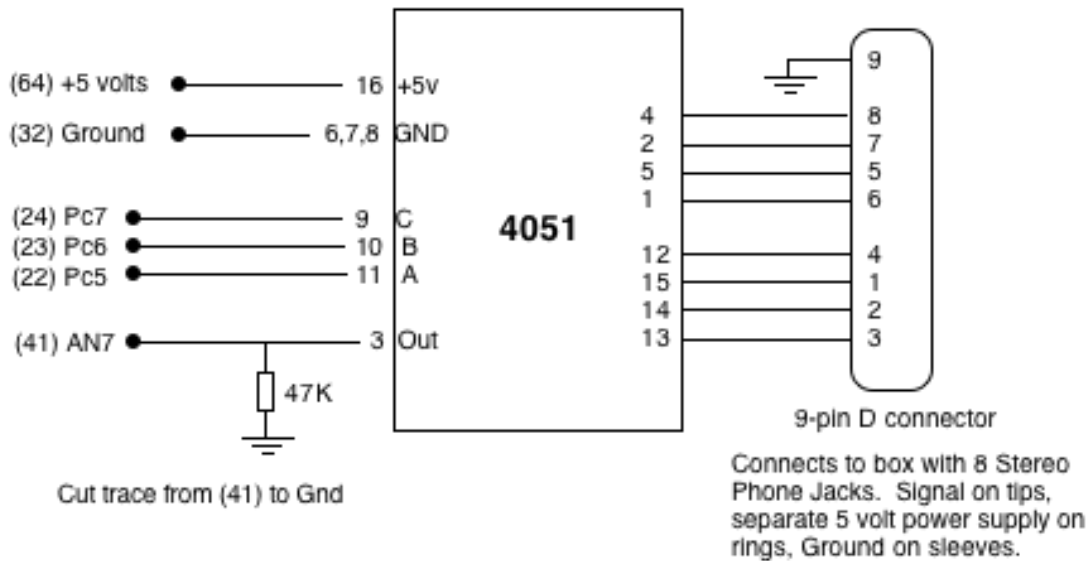 (64) +5 volts 16 +5v
(32) Ground 6,7,8 GND
(24) Pc7 9 C
(23) Pc6 10 B
(22) Pc5 11 A
(41) AN7 3 Out
47K
Cut trace from (41) to Gnd
4051
9
4 8
2 7
5 5
1 6
12 4
15 1
14 2
13 3
9-pin D connector
Connects to box with 8 Stereo
Phone Jacks. Signal on tips,
separate 5 volt power supply on
rings, Ground on sleeves.